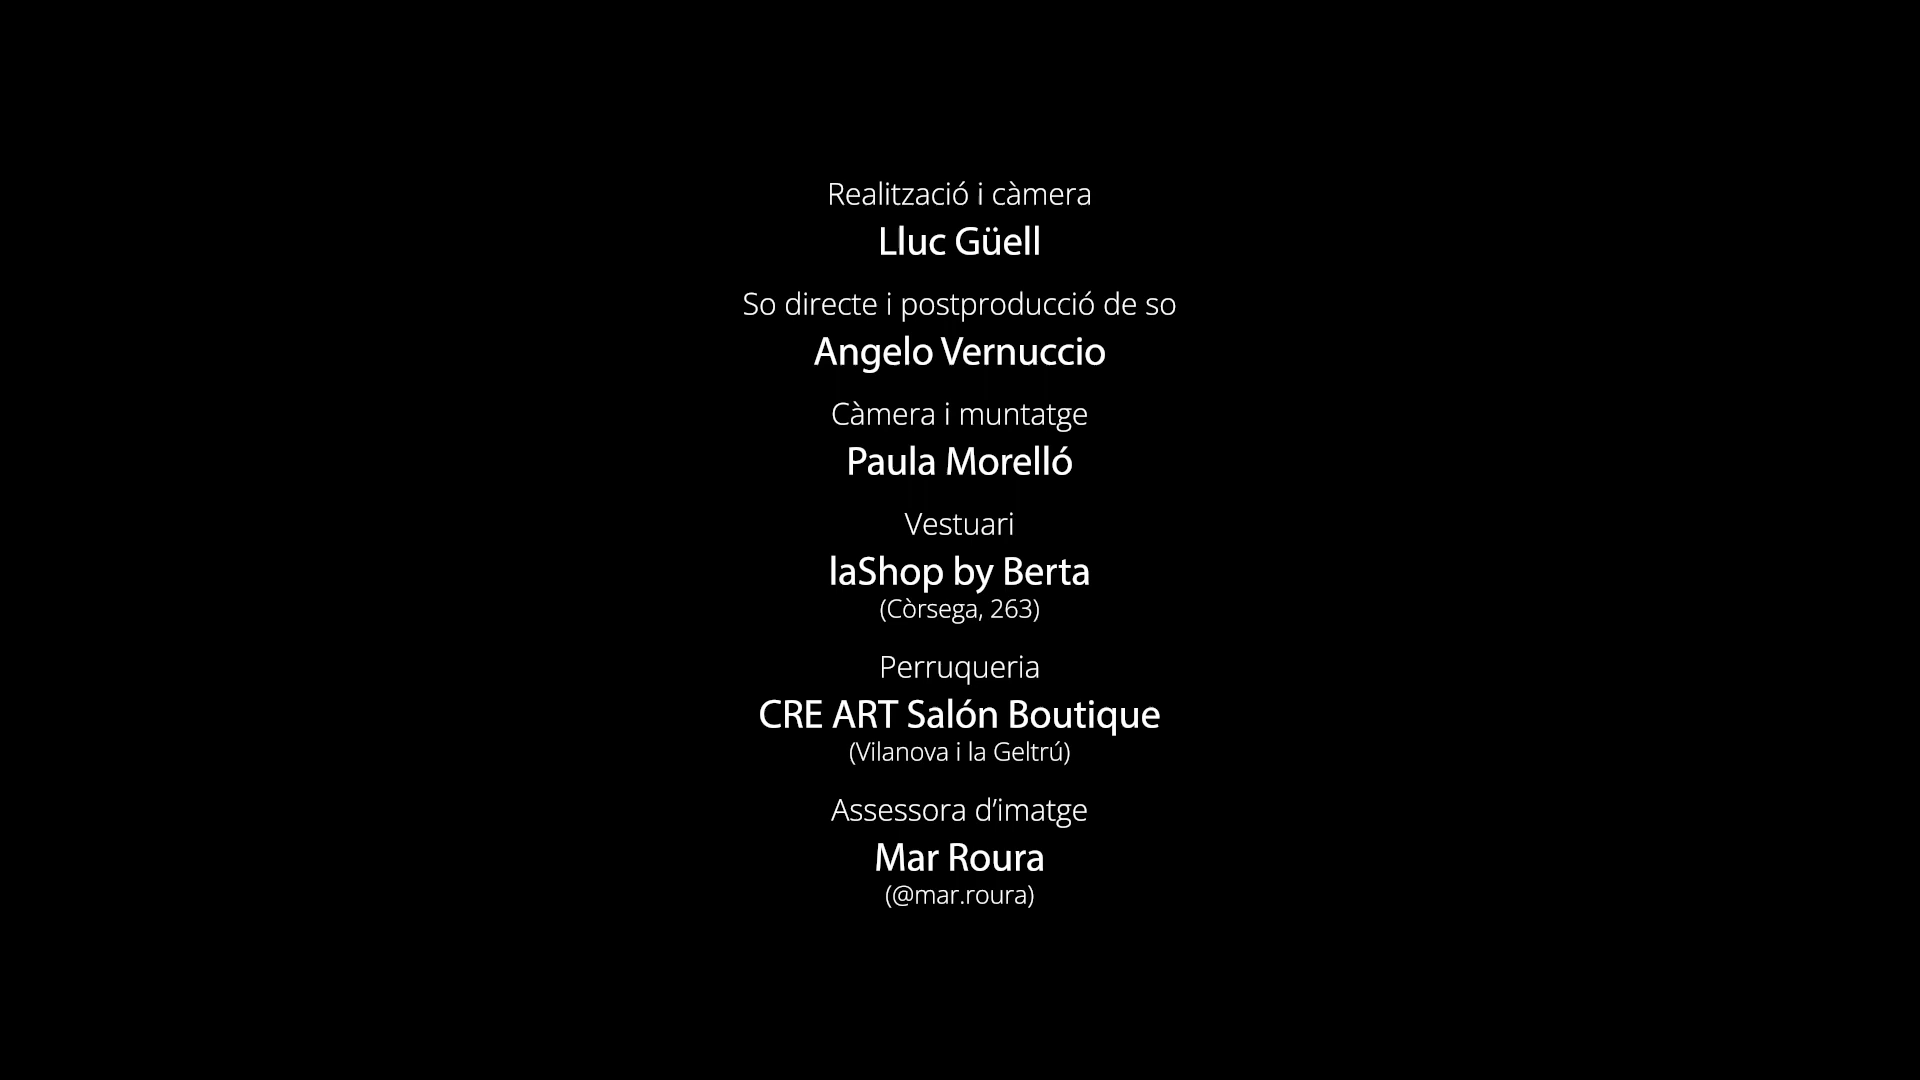 Realització i càmera
Lluc Güell
So directe i postproducció de so
Angelo Vernuccio
Càmera i muntatge
Paula Morelló
Vestuari
laShop by Berta
(Còrsega, 263)
Perruqueria
CRE ART Salón Boutique
(Vilanova i la Geltrú)
Assessora d’imatge
Mar Roura
(@mar.roura)